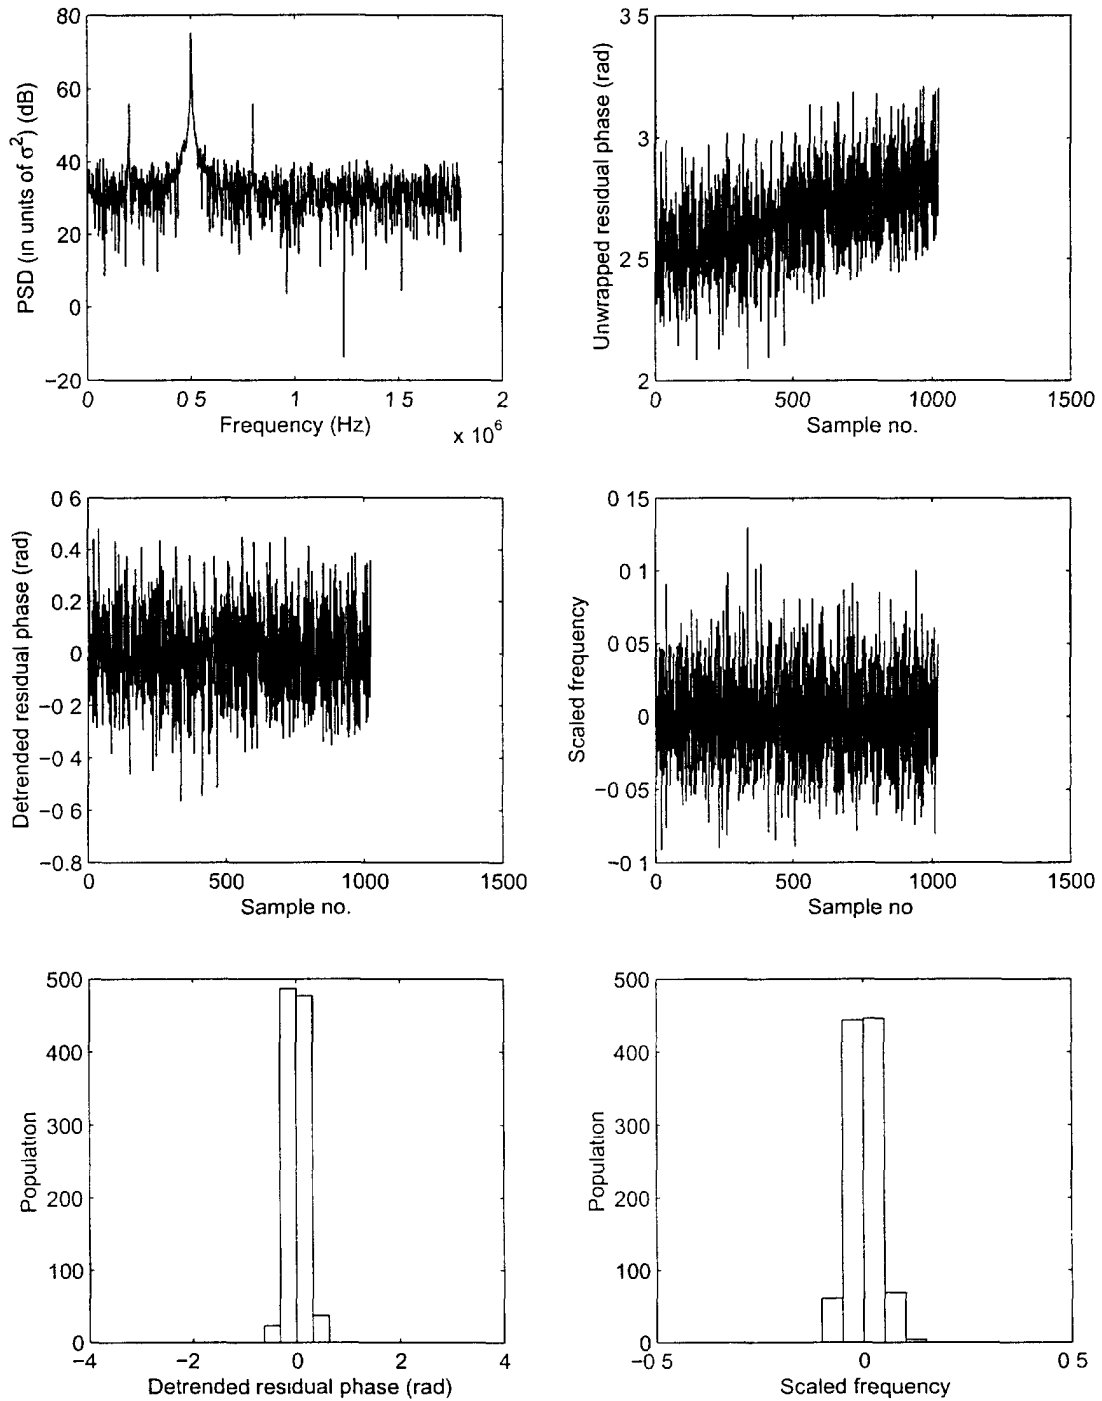 80
60
40
20
0
−20
PSD (in units of σ²) (dB)
0 0 5 1 1 5 2
Frequency (Hz)
x 10⁶
3 5
3
2 5
2
Unwrapped residual phase (rad)
0 500 1000 1500
Sample no.
0 6
0.4
0.2
0
−0 2
−0.4
−0 6
−0.8
Detrended residual phase (rad)
0 500 1000 1500
Sample no.
0 15
0 1
0 05
0
−0 05
−0 1
Scaled frequency
0 500 1000 1500
Sample no
500
400
300
200
100
0
Population
−4 −2 0 2 4
Detrended residual phase (rad)
500
400
300
200
100
0
Population
−0 5 0 0 5
Scaled frequency